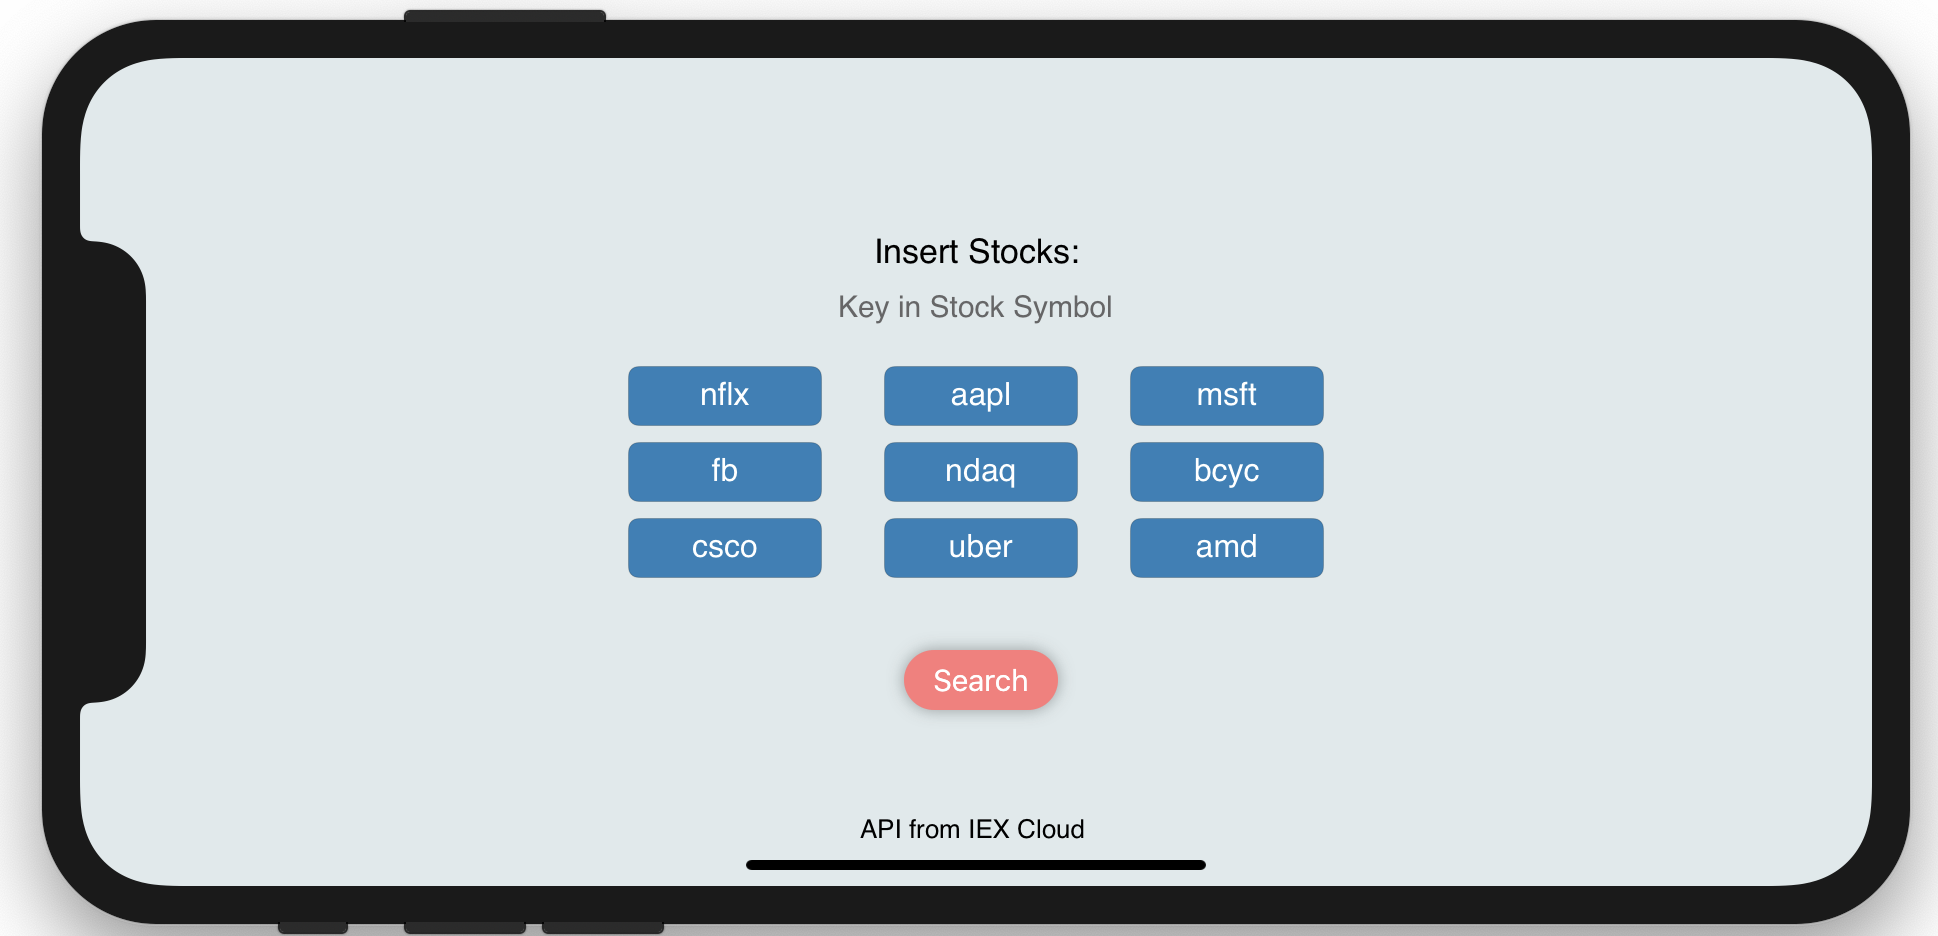 Insert Stocks:
Key in Stock Symbol
nflx aapl msft
fb ndaq bcyc
csco uber amd
Search
API from IEX Cloud